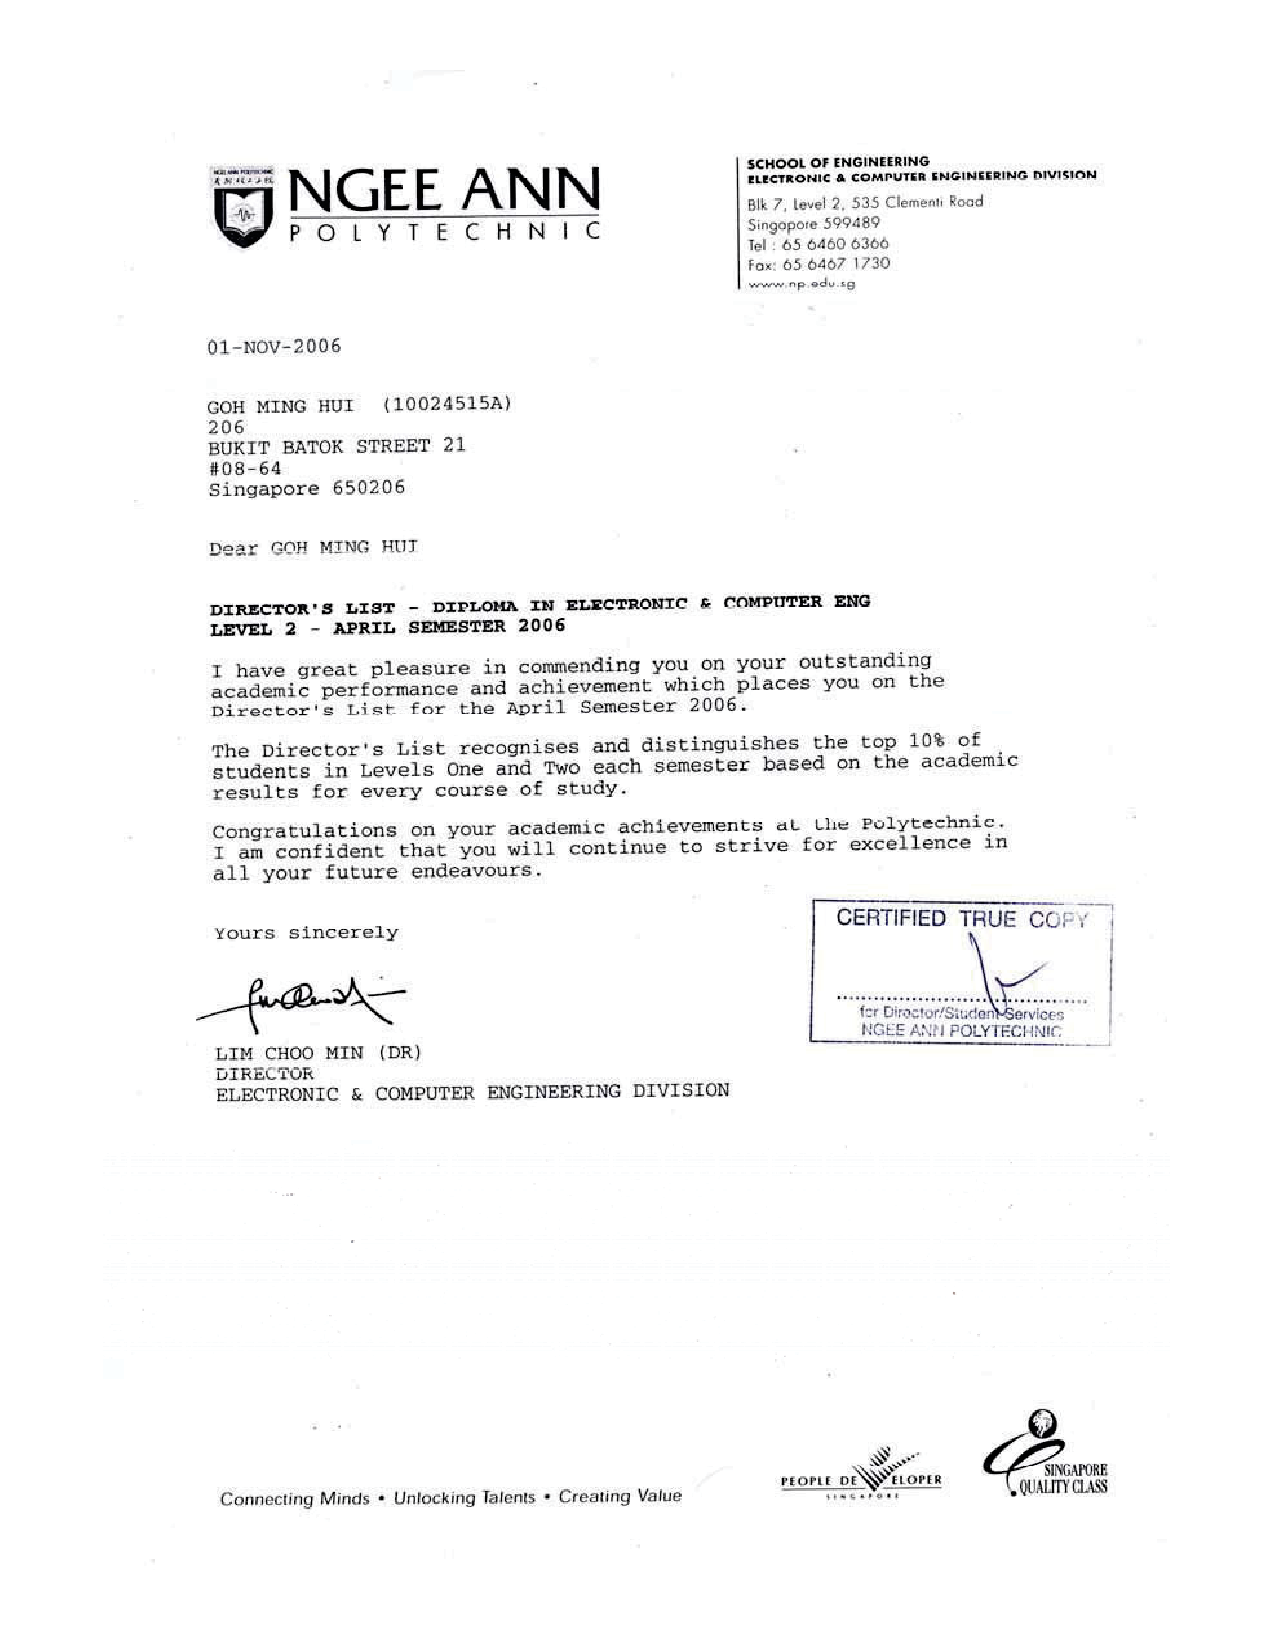 NGEE ANN
POLYTECHNIC
SCHOOL OF ENGINEERING
ELECTRONIC & COMPUTER ENGINEERING DIVISION
Blk 7, Level 2, 535 Clementi Road
Singapore 599489
Tel : 65 6460 6366
Fax: 65 6467 1730
www.np.edu.sg
01-NOV-2006
GOH MING HUI (10024515A)
206
BUKIT BATOK STREET 21
#08-64
Singapore 650206
Dear GOH MING HUI
DIRECTOR'S LIST - DIPLOMA IN ELECTRONIC & COMPUTER ENG
LEVEL 2 - APRIL SEMESTER 2006
I have great pleasure in commending you on your outstanding
academic performance and achievement which places you on the
Director's List for the April Semester 2006.
The Director's List recognises and distinguishes the top 10% of
students in Levels One and Two each semester based on the academic
results for every course of study.
Congratulations on your academic achievements at the Polytechnic.
I am confident that you will continue to strive for excellence in
all your future endeavours.
Yours sincerely
CERTIFIED TRUE COPY
for Director/Student Services
NGEE ANN POLYTECHNIC
LIM CHOO MIN (DR)
DIRECTOR
ELECTRONIC & COMPUTER ENGINEERING DIVISION
Connecting Minds • Unlocking Talents • Creating Value
PEOPLE DEVELOPER
SINGAPORE
SINGAPORE
QUALITY CLASS